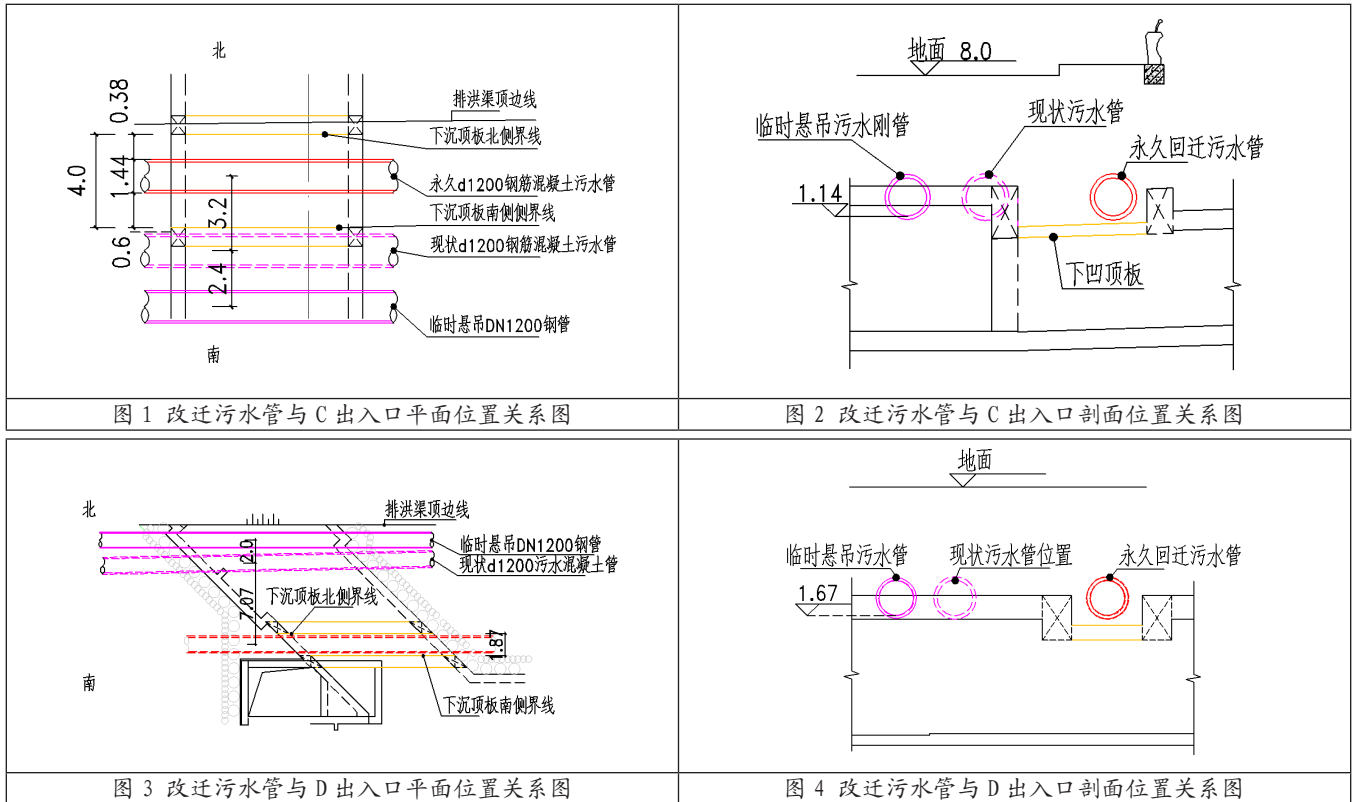 北
0.38
4.0
1.44
3.2
0.6
2.4
排洪渠顶边线
下沉顶板北侧界线
永久d1200钢筋混凝土污水管
下沉顶板南侧侧界线
现状d1200钢筋混凝土污水管
临时悬吊DN1200钢管
南
图 1 改迁污水管与 C 出入口平面位置关系图
地面 8.0
临时悬吊污水刚管
现状污水管
永久回迁污水管
1.14
下凹顶板
图 2 改迁污水管与 C 出入口剖面位置关系图
北
排洪渠顶边线
临时悬吊DN1200钢管
现状d1200污水混凝土管
2.0
下沉顶板北侧界线
7.07
1.87
南
下沉顶板南侧界线
图 3 改迁污水管与 D 出入口平面位置关系图
地面
临时悬吊污水管
现状污水管位置
永久回迁污水管
1.67
图 4 改迁污水管与 D 出入口剖面位置关系图